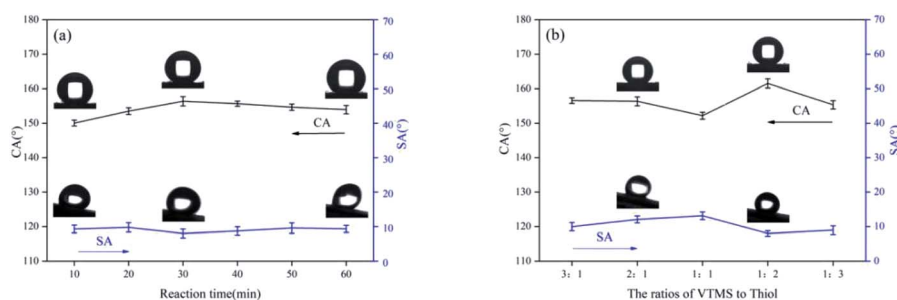 (a)
180
170
160
150
140
130
120
110
CA(°)
70
60
50
40
30
20
10
0
SA(°)
CA
SA
10 20 30 40 50 60
Reaction time(min)
(b)
180
170
160
150
140
130
120
110
CA(°)
70
60
50
40
30
20
10
0
SA(°)
CA
SA
3：1 2：1 1：1 1：2 1：3
The ratios of VTMS to Thiol